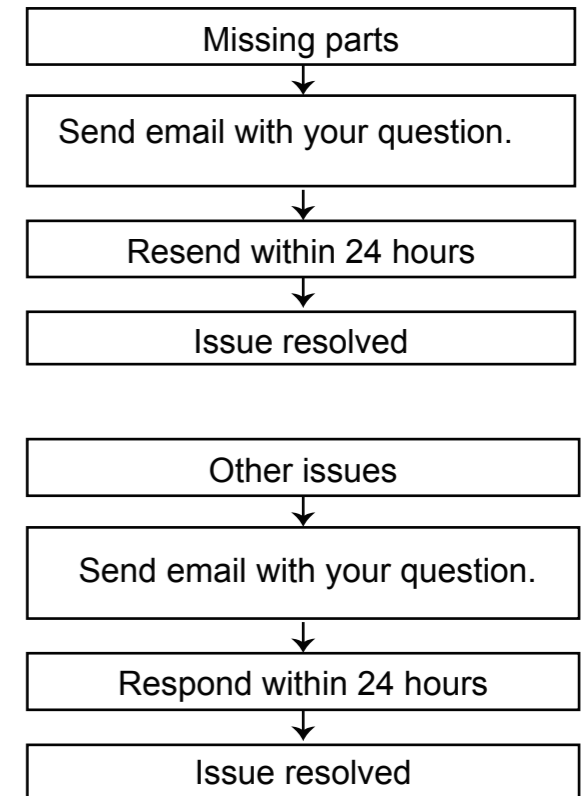 Missing parts
Send email with your question.
Resend within 24 hours
Issue resolved
Other issues
Send email with your question.
Respond within 24 hours
Issue resolved